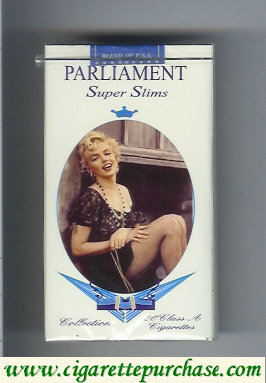 BLEND OF U.S.A.
PARLIAMENT
Super Slims
Collection
20 Class A
Cigarettes
www.cigarettepurchase.com